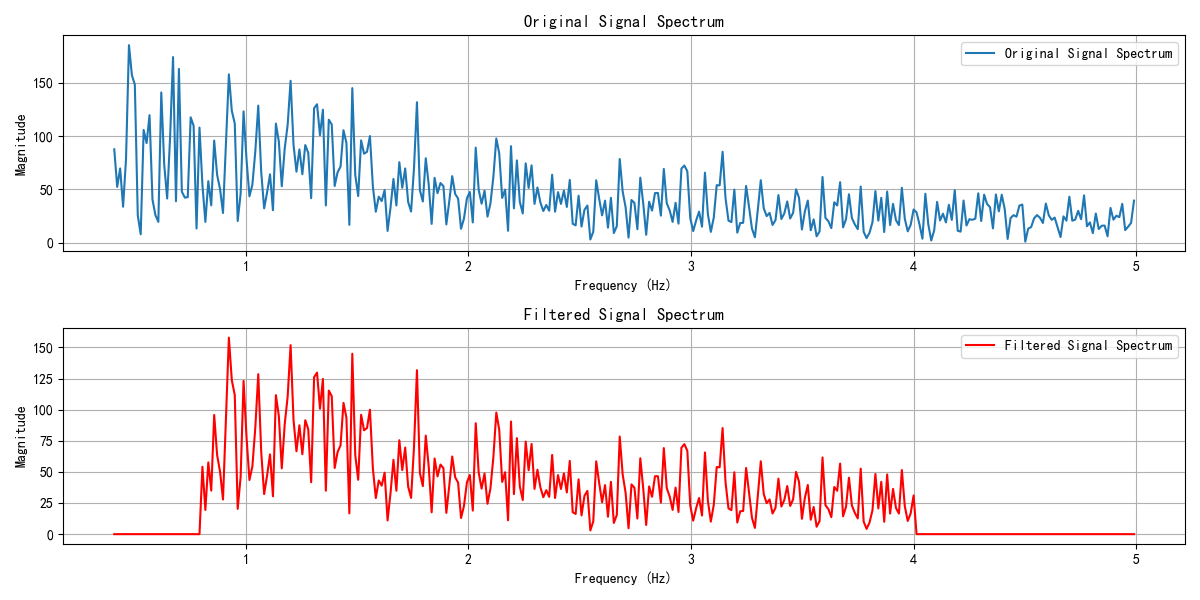 Original Signal Spectrum
Original Signal Spectrum
Magnitude
150
100
50
0
1 2 3 4 5
Frequency (Hz)
Filtered Signal Spectrum
Filtered Signal Spectrum
Magnitude
150
125
100
75
50
25
0
1 2 3 4 5
Frequency (Hz)